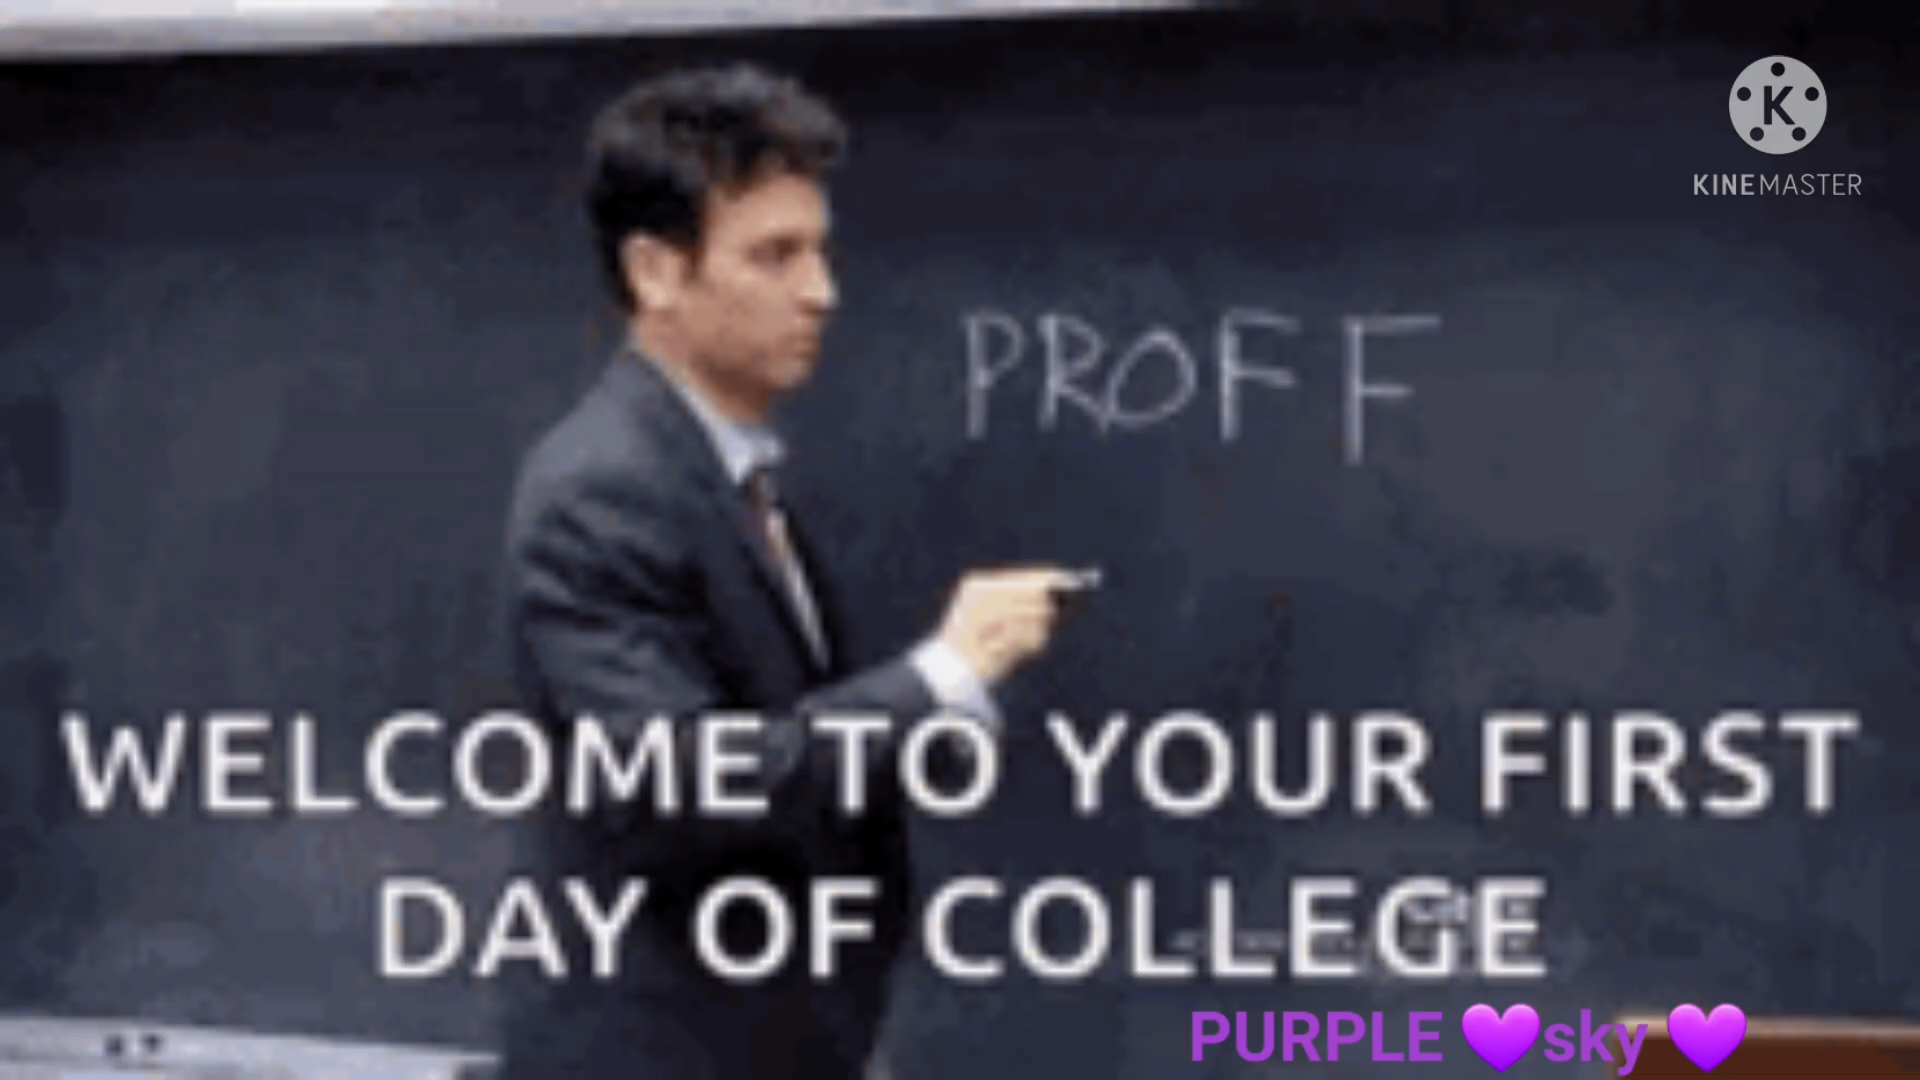 KINEMASTER
PROFF
WELCOME TO YOUR FIRST
DAY OF COLLEGE
PURPLE 💜sky 💜